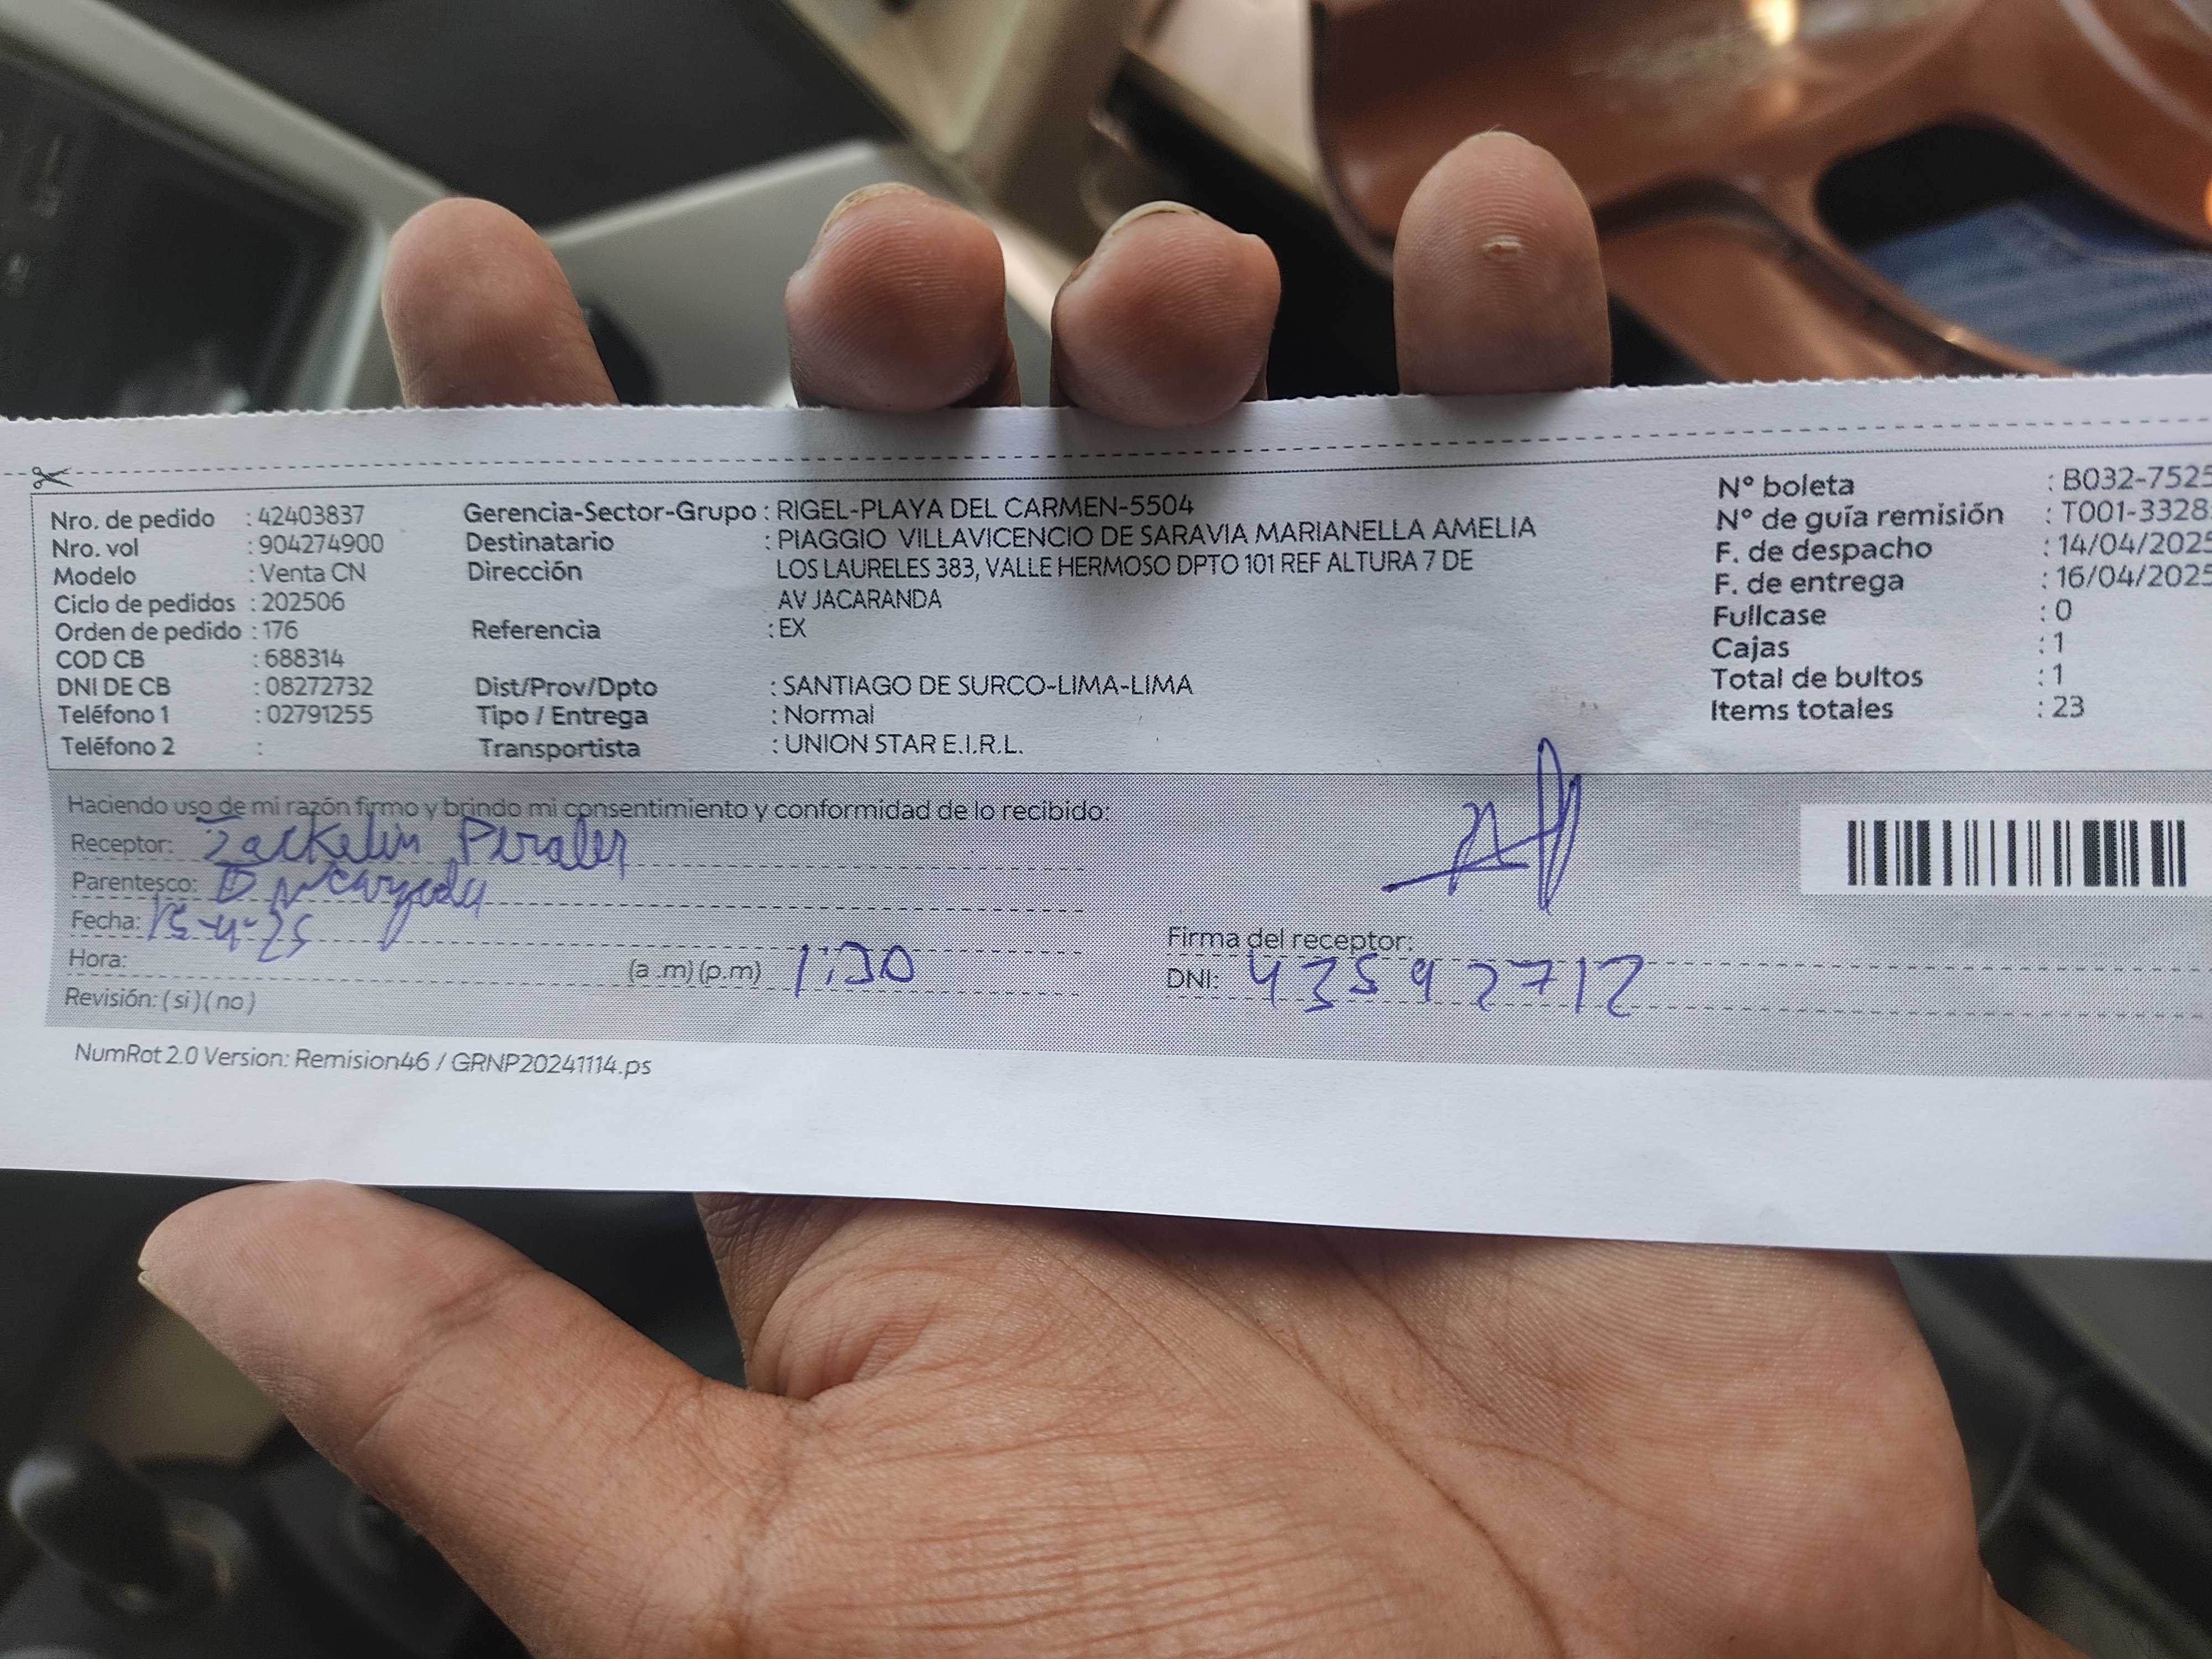 Nro. de pedido : 42403837
Nro. vol : 904274900
Modelo : Venta CN
Ciclo de pedidos : 202506
Orden de pedido : 176
COD CB : 688314
DNI DE CB : 08272732
Teléfono 1 : 02791255
Teléfono 2 :
Gerencia-Sector-Grupo : RIGEL-PLAYA DEL CARMEN-5504
Destinatario : PIAGGIO VILLAVICENCIO DE SARAVIA MARIANELLA AMELIA
Dirección LOS LAURELES 383, VALLE HERMOSO DPTO 101 REF ALTURA 7 DE
AV JACARANDA
Referencia : EX
Dist/Prov/Dpto : SANTIAGO DE SURCO-LIMA-LIMA
Tipo / Entrega : Normal
Transportista : UNION STAR E.I.R.L.
N° boleta : B032-7525
N° de guía remisión : T001-3328
F. de despacho : 14/04/2025
F. de entrega : 16/04/2025
Fullcase : 0
Cajas : 1
Total de bultos : 1
Items totales : 23
Haciendo uso de mi razón firmo y brindo mi consentimiento y conformidad de lo recibido:
Receptor: Jackelin Perales
Parentesco: Encargada
Fecha: 15-4-25
Hora: (a .m) (p.m) 1:30
Revisión: ( si ) ( no )
Firma del receptor:
DNI: 43592712
NumRot 2.0 Version: Remision46 / GRNP20241114.ps